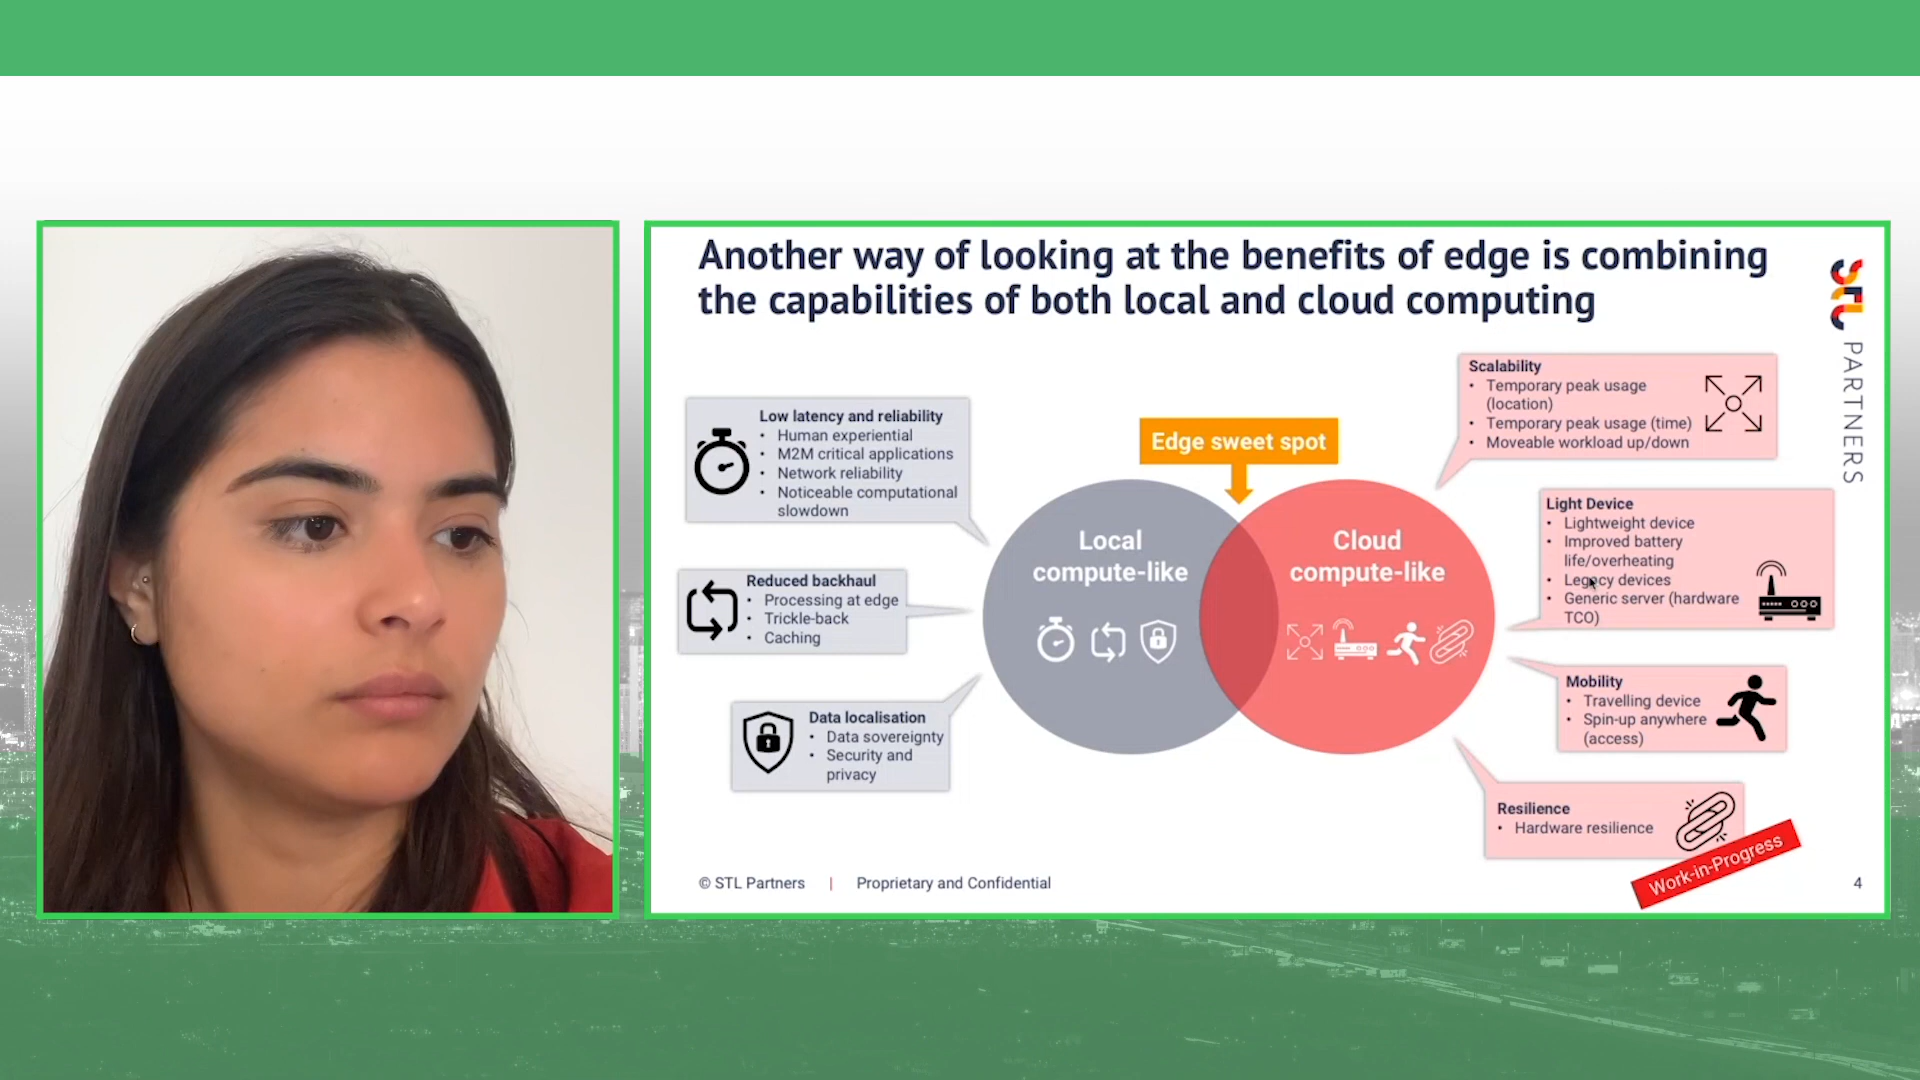 Another way of looking at the benefits of edge is combining
the capabilities of both local and cloud computing
STL PARTNERS
Low latency and reliability
• Human experiential
• M2M critical applications
• Network reliability
• Noticeable computational
slowdown
Reduced backhaul
• Processing at edge
• Trickle-back
• Caching
Data localisation
• Data sovereignty
• Security and
privacy
Edge sweet spot
Local
compute-like
Cloud
compute-like
Scalability
• Temporary peak usage
(location)
• Temporary peak usage (time)
• Moveable workload up/down
Light Device
• Lightweight device
• Improved battery
life/overheating
• Legacy devices
• Generic server (hardware
TCO)
Mobility
• Travelling device
• Spin-up anywhere
(access)
Resilience
• Hardware resilience
Work-in-Progress
© STL Partners | Proprietary and Confidential
4